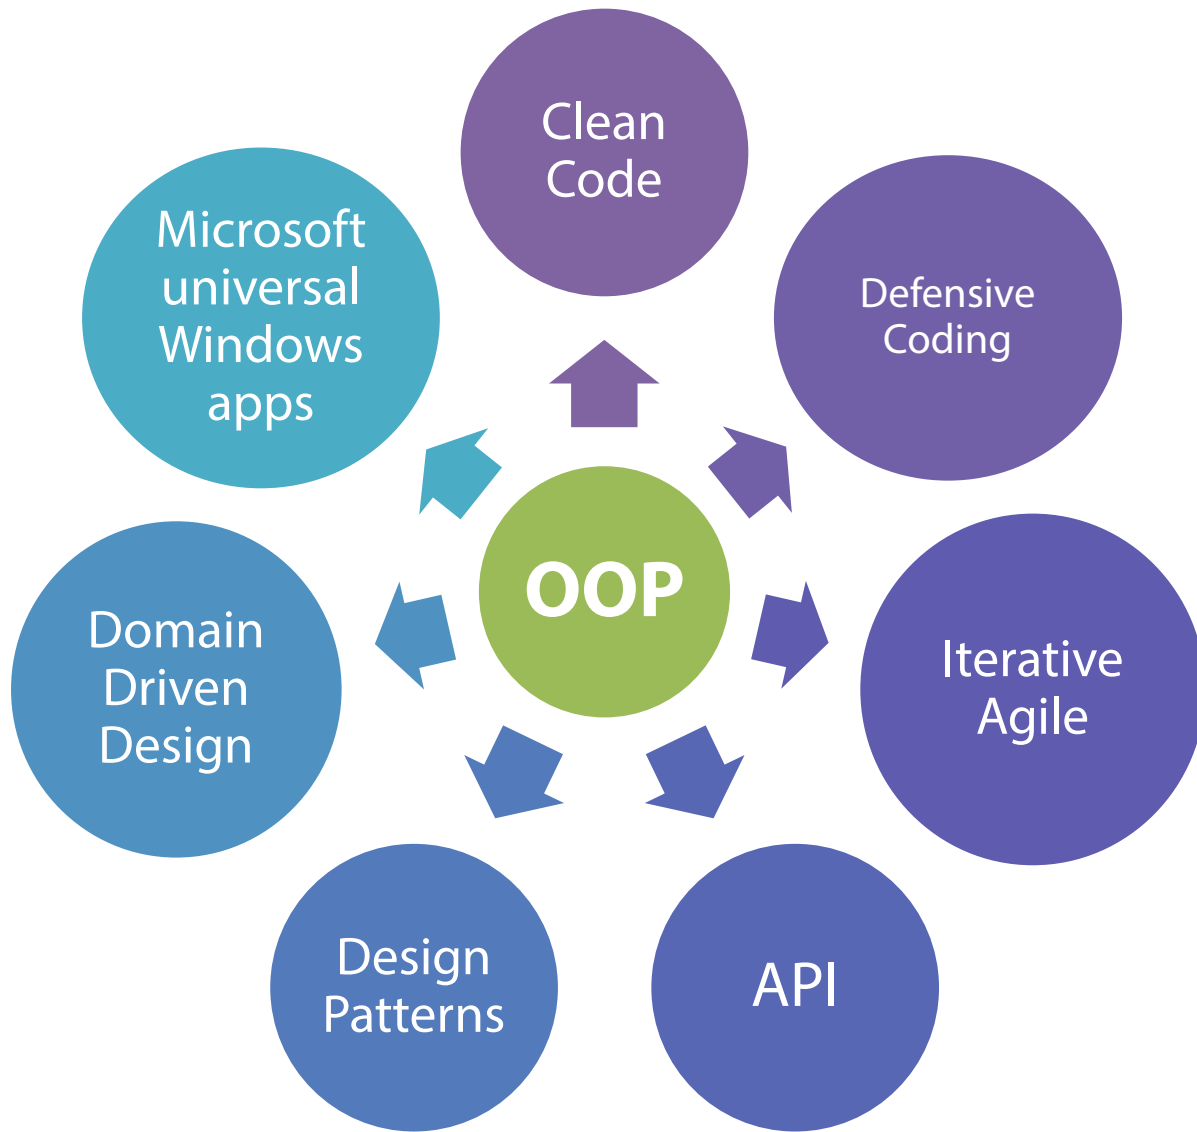 Clean
Code
Defensive
Coding
Iterative
Agile
API
Design
Patterns
Domain
Driven
Design
Microsoft
universal
Windows
apps
OOP